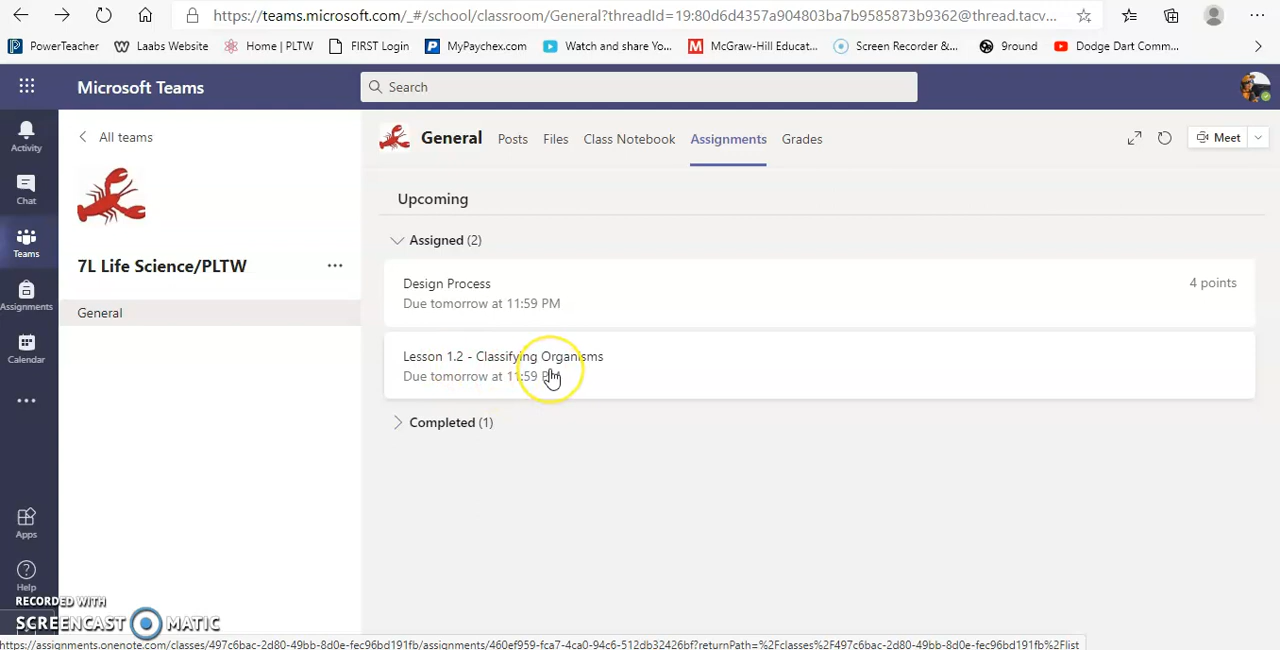 https://teams.microsoft.com/_#/school/classroom/General?threadId=19:80d6d4357a904803ba7b9585873b9362@thread.tacv...
PowerTeacher Laabs Website Home | PLTW FIRST Login MyPaychex.com Watch and share Yo... McGraw-Hill Educat... Screen Recorder &... 9round Dodge Dart Comm...
Microsoft Teams
Search
Activity
Chat
Teams
Assignments
Calendar
Apps
Help
All teams
7L Life Science/PLTW
General
General Posts Files Class Notebook Assignments Grades
Meet
Upcoming
Assigned (2)
Design Process
4 points
Due tomorrow at 11:59 PM
Lesson 1.2 - Classifying Organisms
Due tomorrow at 11:59 PM
Completed (1)
RECORDED WITH
SCREENCAST MATIC
https://assignments.onenote.com/classes/497c6bac-2d80-49bb-8d0e-fec96bd191fb/assignments/460ef959-fca7-4ca0-94c6-512db32426bf?returnPath=%2Fclasses%2F497c6bac-2d80-49bb-8d0e-fec96bd191fb%2Flist